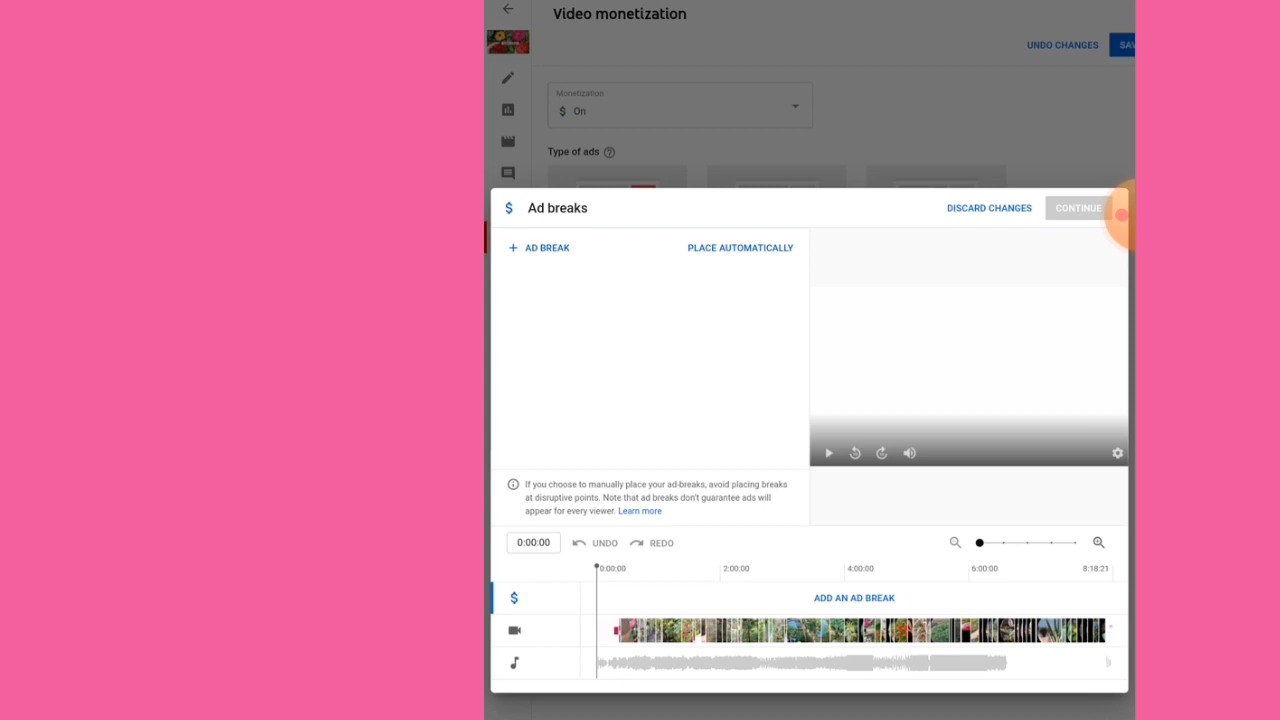 Video monetization
UNDO CHANGES
SAV
Monetization
$ On
Type of ads
$ Ad breaks
DISCARD CHANGES
CONTINUE
+ AD BREAK
PLACE AUTOMATICALLY
If you choose to manually place your ad-breaks, avoid placing breaks
at disruptive points. Note that ad breaks don't guarantee ads will
appear for every viewer. Learn more
0:00:00
UNDO
REDO
0:00:00
2:00:00
4:00:00
6:00:00
8:18:21
$
ADD AN AD BREAK